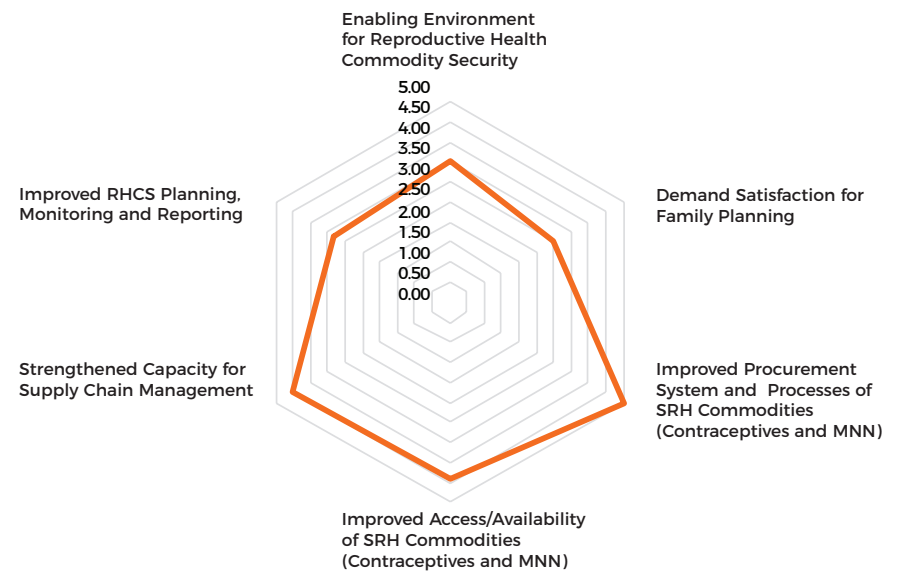 Enabling Environment
for Reproductive Health
Commodity Security
5.00
4.50
4.00
3.50
3.00
2.50
2.00
1.50
1.00
0.50
0.00
Improved RHCS Planning,
Monitoring and Reporting
Demand Satisfaction for
Family Planning
Strengthened Capacity for
Supply Chain Management
Improved Procurement
System and Processes of
SRH Commodities
(Contraceptives and MNN)
Improved Access/Availability
of SRH Commodities
(Contraceptives and MNN)